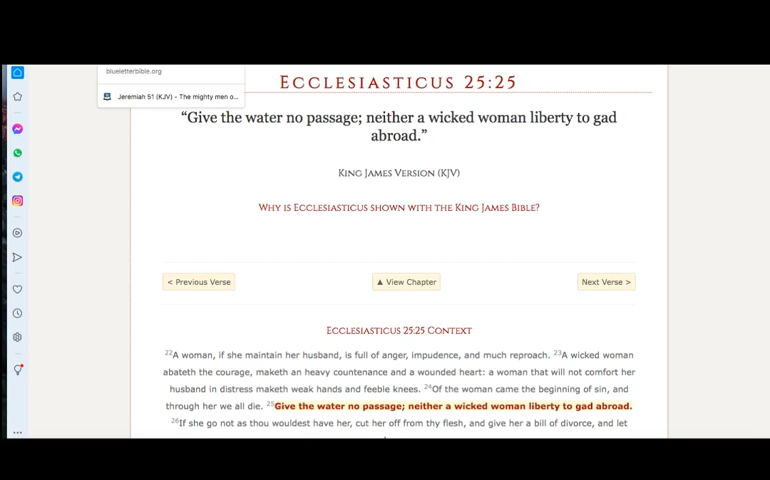 blueletterbible.org
Jeremiah 51 (KJV) - The mighty men o...
Ecclesiasticus 25:25
“Give the water no passage; neither a wicked woman liberty to gad
abroad.”
King James Version (KJV)
Why is Ecclesiasticus shown with the King James Bible?
< Previous Verse
▲ View Chapter
Next Verse >
Ecclesiasticus 25:25 Context
22A woman, if she maintain her husband, is full of anger, impudence, and much reproach. 23A wicked woman
abateth the courage, maketh an heavy countenance and a wounded heart: a woman that will not comfort her
husband in distress maketh weak hands and feeble knees. 24Of the woman came the beginning of sin, and
through her we all die. 25Give the water no passage; neither a wicked woman liberty to gad abroad.
26If she go not as thou wouldest have her, cut her off from thy flesh, and give her a bill of divorce, and let